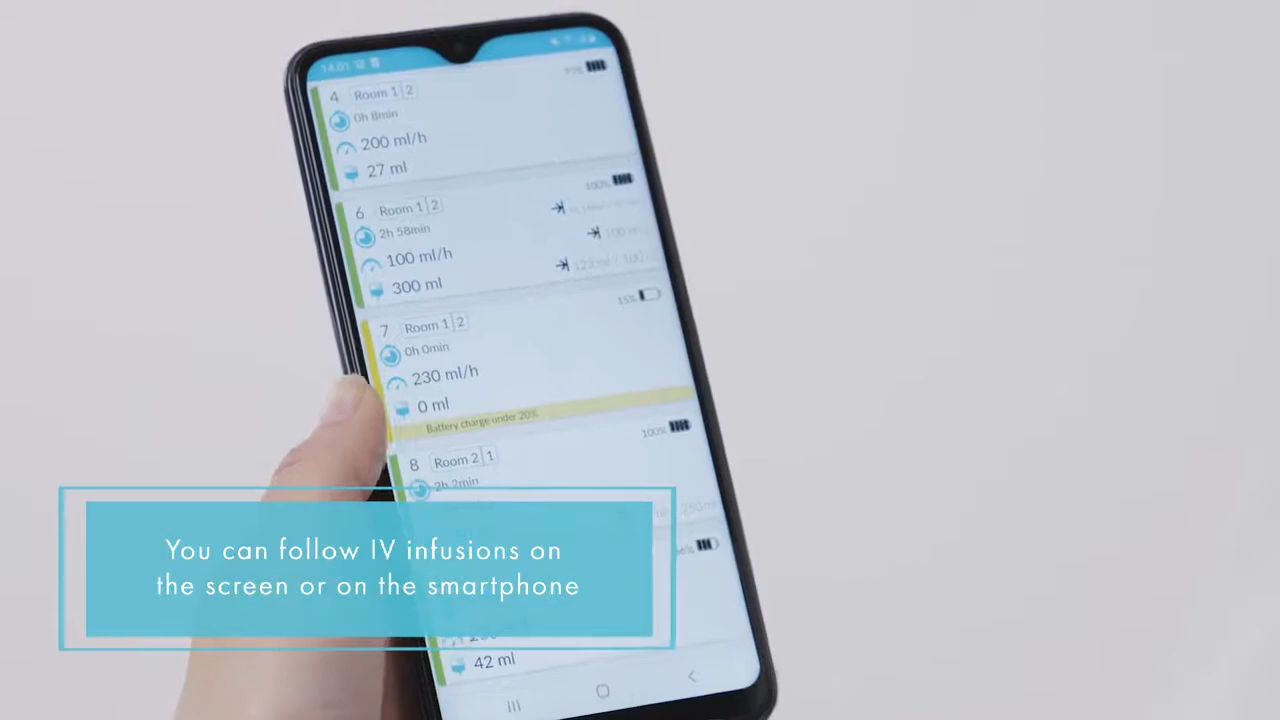 14.01
4 Room 1 2
0h 8min
200 ml/h
27 ml
100%
6 Room 1 2
2h 58min
100 ml/h
300 ml
15%
7 Room 1 2
0h 0min
230 ml/h
0 ml
Battery charge under 20%
100%
8 Room 2 1
2h 2min
42 ml
You can follow IV infusions on
the screen or on the smartphone